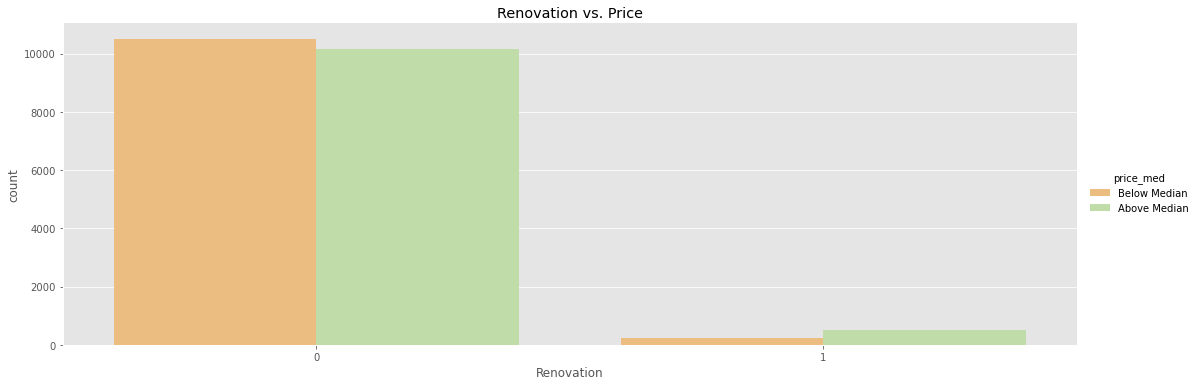 Renovation vs. Price
10000
8000
6000
4000
2000
0
count
0
1
Renovation
price_med
Below Median
Above Median